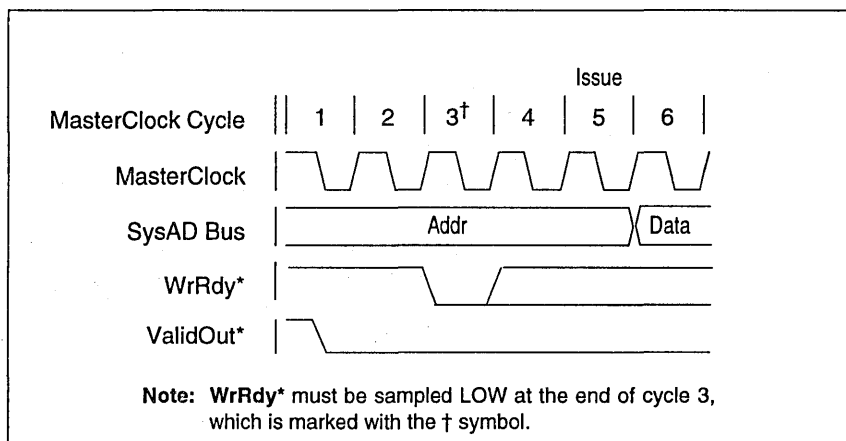 Issue
MasterClock Cycle 1 2 3† 4 5 6
MasterClock
SysAD Bus Addr Data
WrRdy*
ValidOut*
Note: WrRdy* must be sampled LOW at the end of cycle 3,
which is marked with the † symbol.